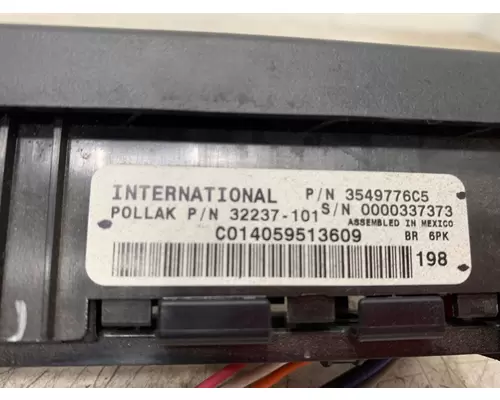 INTERNATIONAL P/N 3549776C5
POLLAK P/N 32237-101 S/N 0000337373
ASSEMBLED IN MEXICO
C014059513609 BR 6PK
198